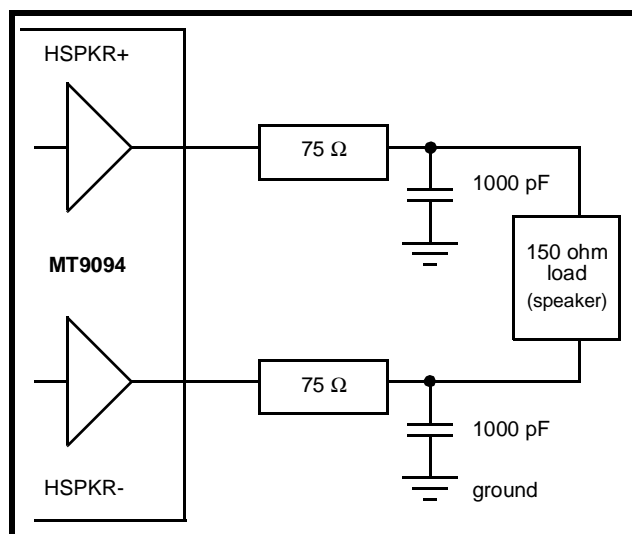 HSPKR+
75 Ω
1000 pF
MT9094
150 ohm
load
(speaker)
75 Ω
1000 pF
HSPKR-
ground